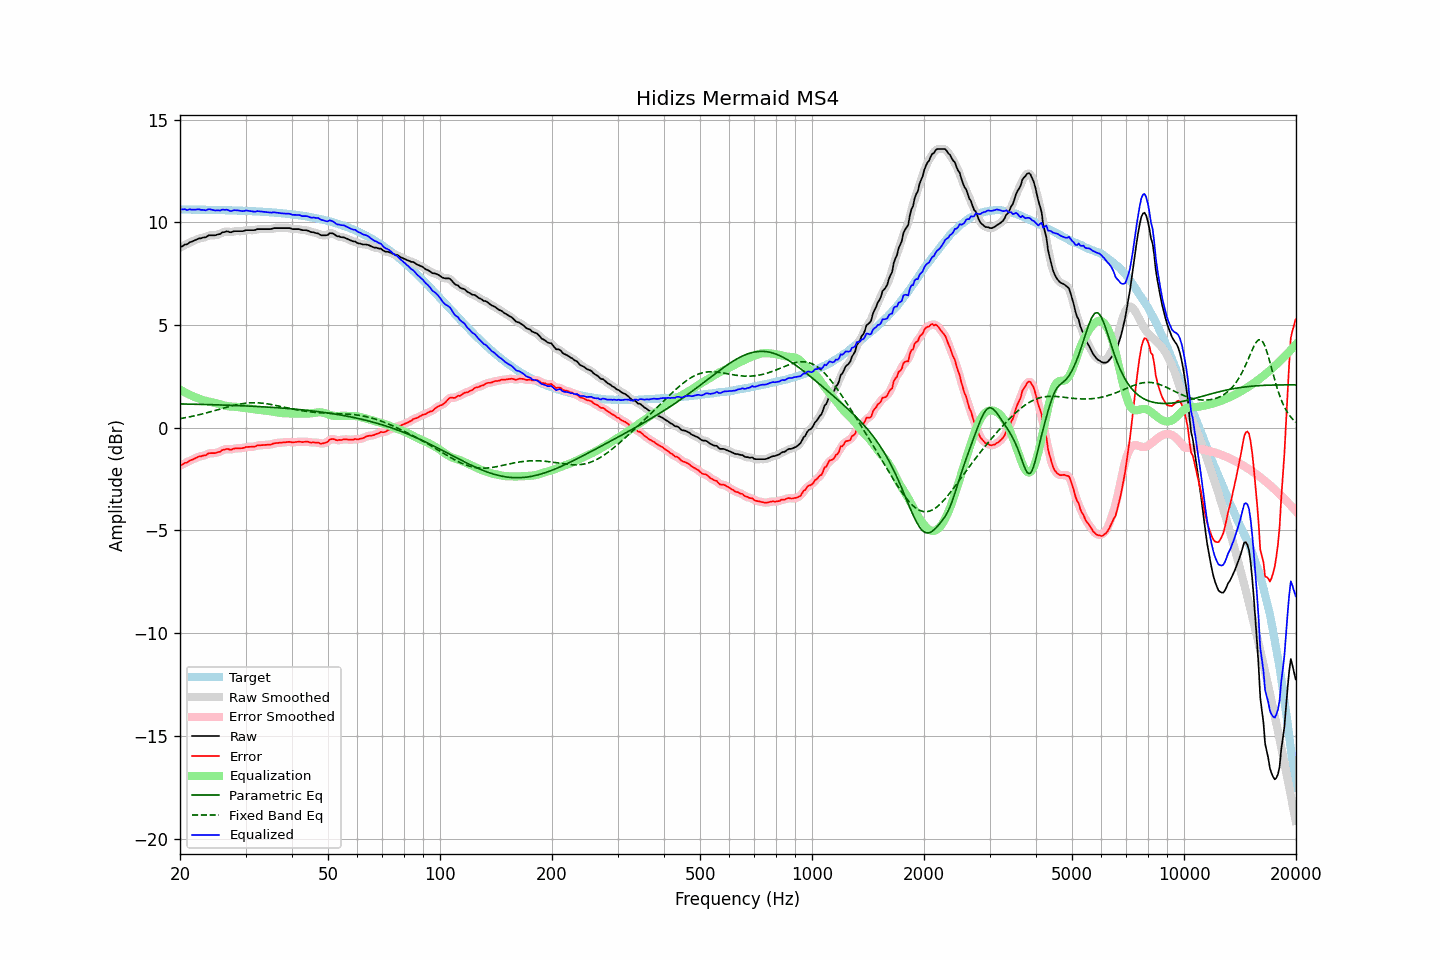 Hidizs Mermaid MS4
15
10
5
0
−5
−10
−15
−20
Amplitude (dBr)
Target
Raw Smoothed
Error Smoothed
Raw
Error
Equalization
Parametric Eq
Fixed Band Eq
Equalized
20 50 100 200 500 1000 2000 5000 10000 20000
Frequency (Hz)